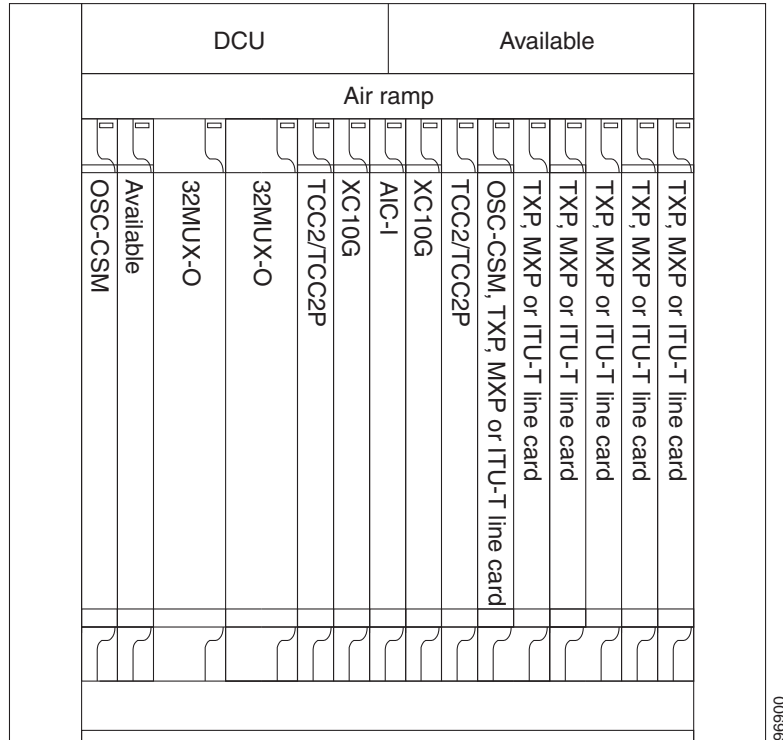 DCU
Available
Air ramp
OSC-CSM
Available
32MUX-O
32MUX-O
TCC2/TCC2P
XC10G
AIC-I
XC10G
TCC2/TCC2P
OSC-CSM, TXP, MXP or ITU-T line card
TXP, MXP or ITU-T line card
TXP, MXP or ITU-T line card
TXP, MXP or ITU-T line card
TXP, MXP or ITU-T line card
TXP, MXP or ITU-T line card